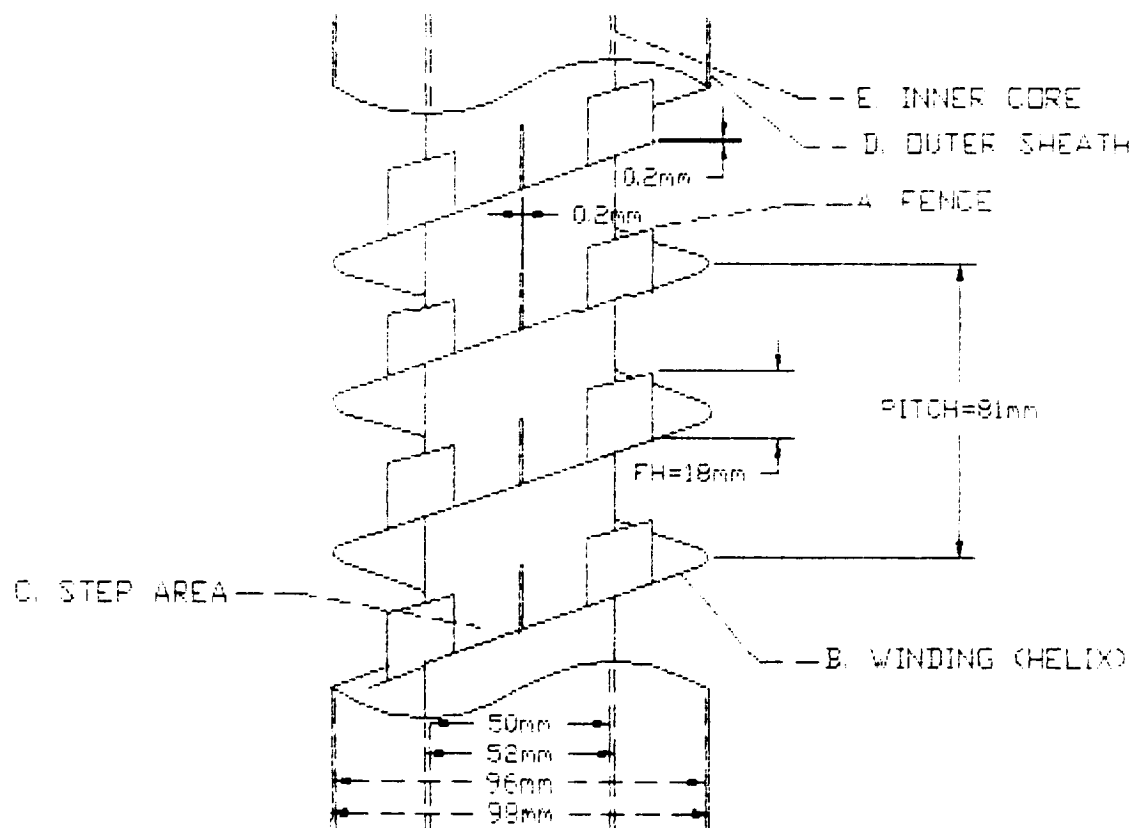 E. INNER CORE
D. OUTER SHEATH
0.2mm
A. FENCE
0.2mm
PITCH=81mm
FH=18mm
C. STEP AREA
B. WINDING (HELIX)
50mm
52mm
96mm
98mm